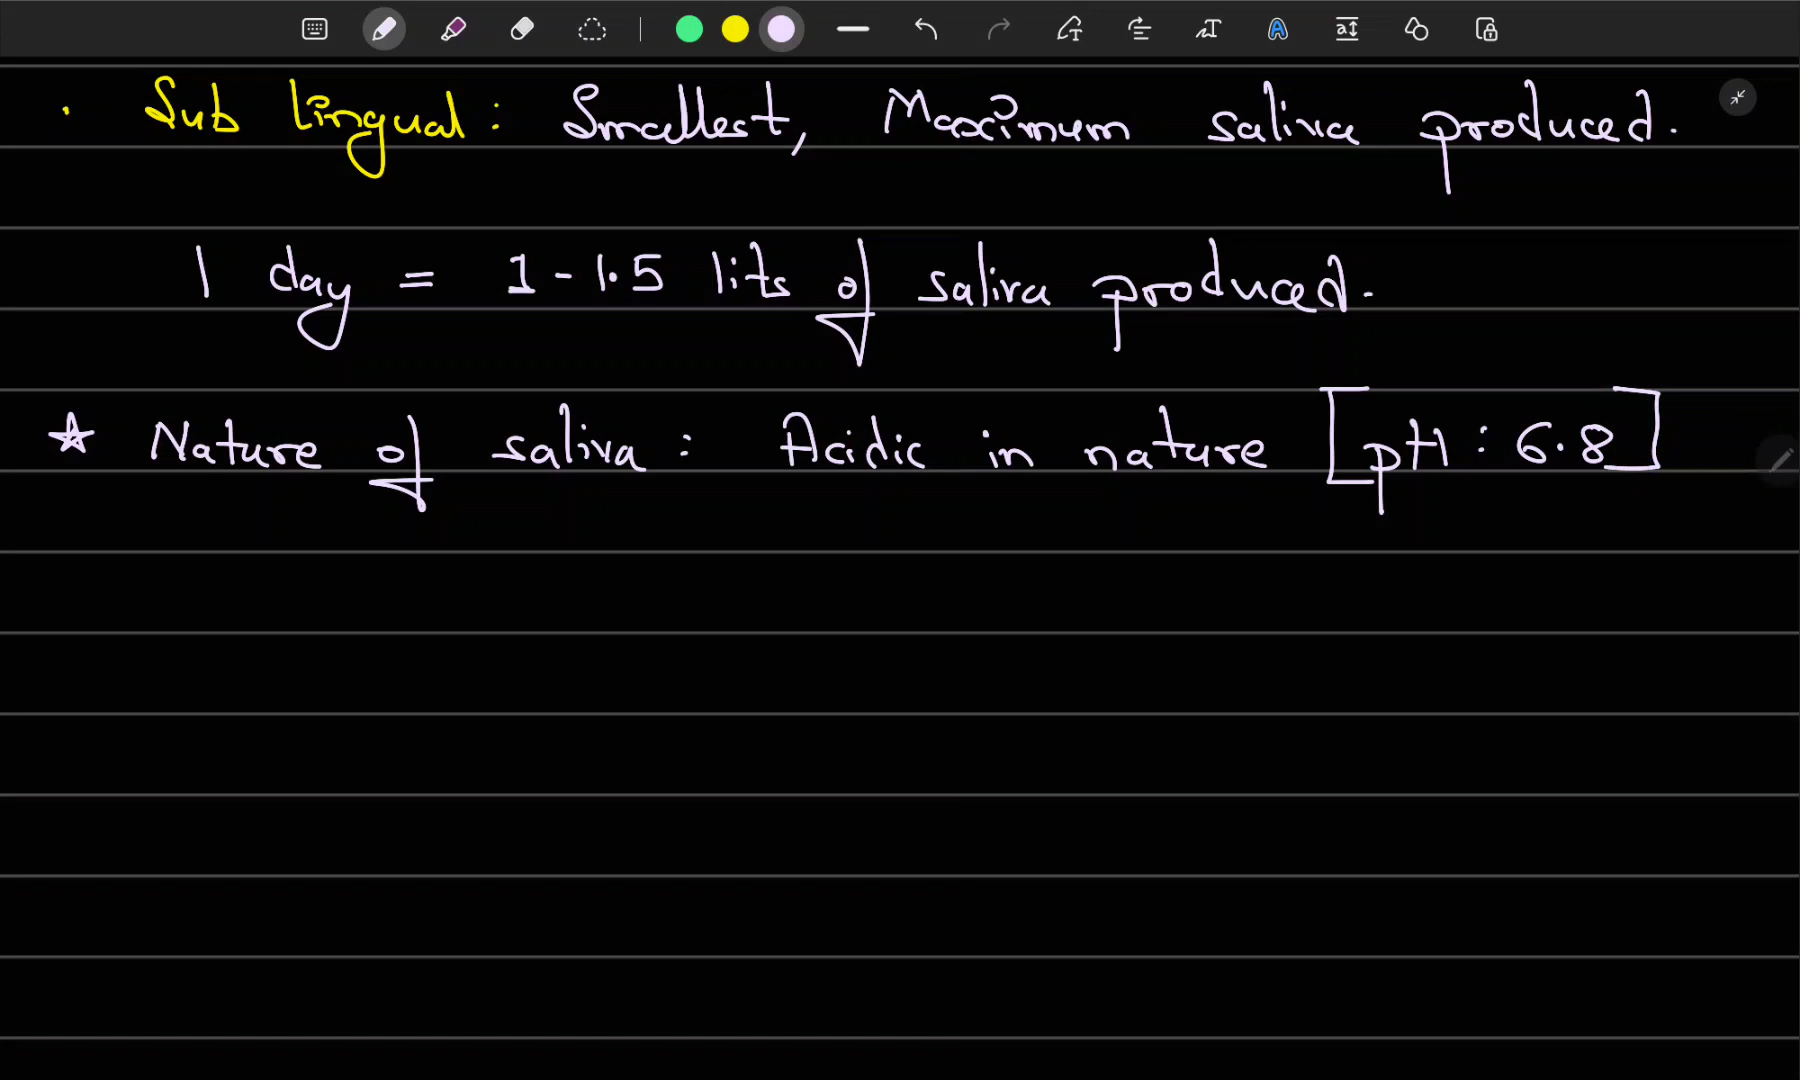 · Sub lingual : Smallest, Maximum saliva produced.
1 day = 1 - 1.5 lits of saliva produced.
☆ Nature of saliva : Acidic in nature [pH : 6.8]